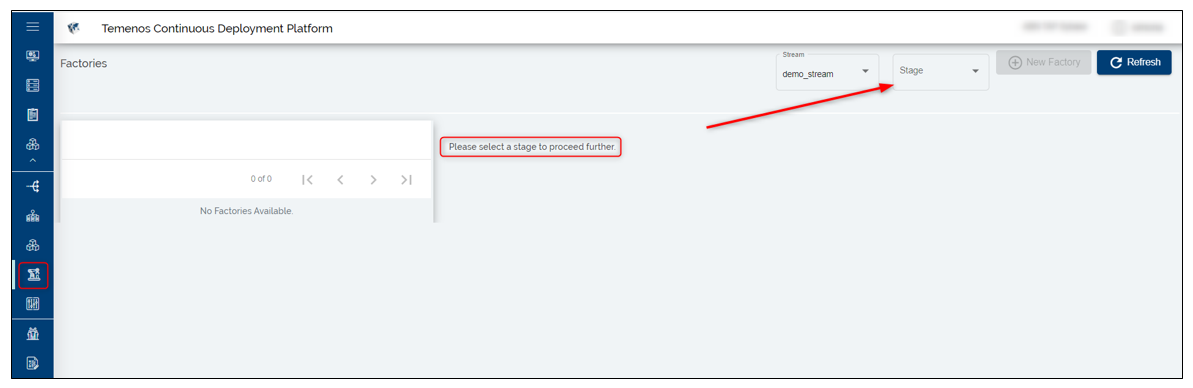 Temenos Continuous Deployment Platform
Factories
Stream
demo_stream
Stage
New Factory
Refresh
Please select a stage to proceed further.
0 of 0
No Factories Available.